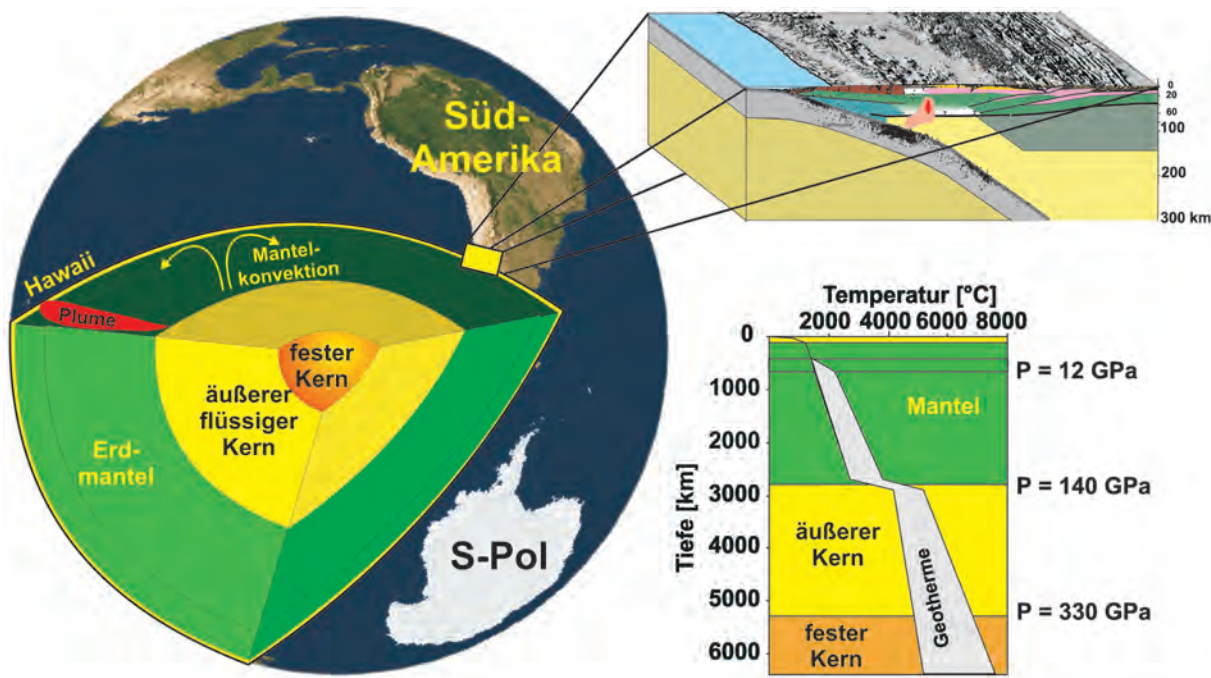 Süd-
Amerika
Hawaii
Mantel-
konvektion
Plume
fester
Kern
äußerer
flüssiger
Kern
Erd-
mantel
S-Pol
0
20
60
100
200
300 km
?
Temperatur [°C]
2000 4000 6000 8000
Tiefe [km]
0
1000
2000
3000
4000
5000
6000
Mantel
äußerer
Kern
fester
Kern
Geotherme
P = 12 GPa
P = 140 GPa
P = 330 GPa